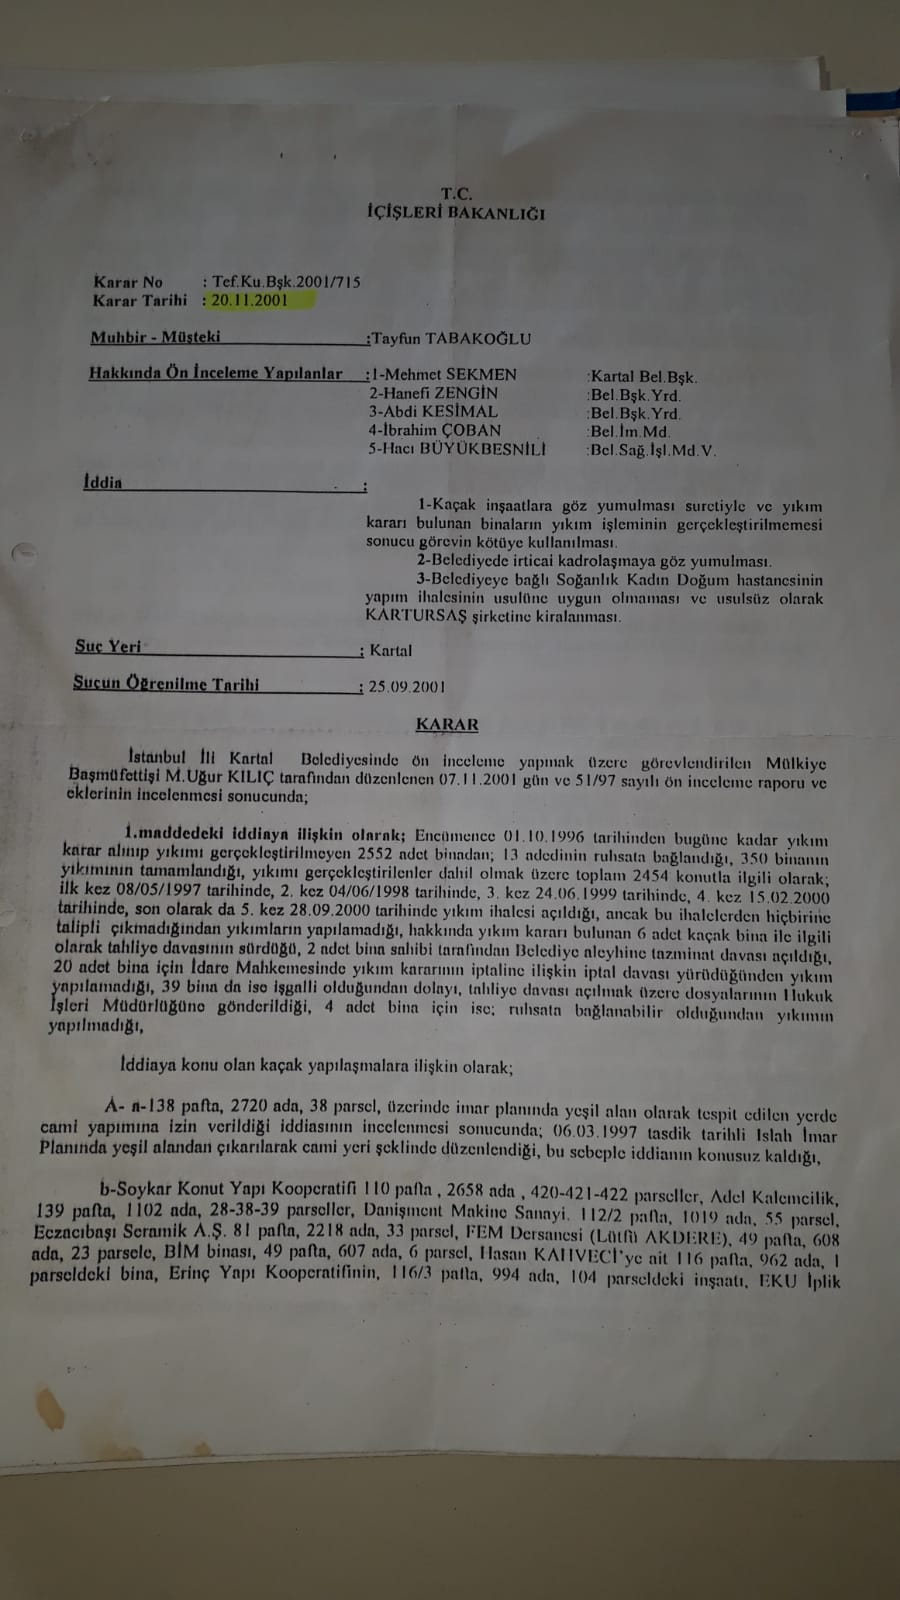 T.C.
İÇİŞLERİ BAKANLIĞI
Karar No : Tef.Ku.Bşk.2001/715
Karar Tarihi : 20.11.2001
Muhbir - Müşteki :Tayfun TABAKOĞLU
Hakkında Ön İnceleme Yapılanlar :1-Mehmet SEKMEN :Kartal Bel.Bşk.
2-Hanefi ZENGİN :Bel.Bşk.Yrd.
3-Abdi KESİMAL :Bel.Bşk.Yrd.
4-İbrahim ÇOBAN :Bel.İm.Md.
5-Hacı BÜYÜKBESNİLİ :Bel.Sağ.İşl.Md.V.
İddia :
1-Kaçak inşaatlara göz yumulması suretiyle ve yıkım
kararı bulunan binaların yıkım işleminin gerçekleştirilmemesi
sonucu görevin kötüye kullanılması.
2-Belediyede irticai kadrolaşmaya göz yumulması.
3-Belediyeye bağlı Soğanlık Kadın Doğum hastanesinin
yapım ihalesinin usulüne uygun olmaması ve usulsüz olarak
KARTURSAŞ şirketine kiralanması.
Suç Yeri : Kartal
Suçun Öğrenilme Tarihi : 25.09.2001
KARAR
İstanbul İli Kartal Belediyesinde ön inceleme yapmak üzere görevlendirilen Mülkiye
Başmüfettişi M.Uğur KILIÇ tarafından düzenlenen 07.11.2001 gün ve 51/97 sayılı ön inceleme raporu ve
eklerinin incelenmesi sonucunda;
1.maddedeki iddiaya ilişkin olarak; Encümence 01.10.1996 tarihinden bugüne kadar yıkım
karar alınıp yıkımı gerçekleştirilmeyen 2552 adet binadan; 13 adedinin ruhsata bağlandığı, 350 binanın
yıkımının tamamlandığı, yıkımı gerçekleştirilenler dahil olmak üzere toplam 2454 konutla ilgili olarak;
ilk kez 08/05/1997 tarihinde, 2. kez 04/06/1998 tarihinde, 3. kez 24.06.1999 tarihinde, 4. kez 15.02.2000
tarihinde, son olarak da 5. kez 28.09.2000 tarihinde yıkım ihalesi açıldığı, ancak bu ihalelerden hiçbirine
talipli çıkmadığından yıkımların yapılamadığı, hakkında yıkım kararı bulunan 6 adet kaçak bina ile ilgili
olarak tahliye davasının sürdüğü, 2 adet bina sahibi tarafından Belediye aleyhine tazminat davası açıldığı,
20 adet bina için İdare Mahkemesinde yıkım kararının iptaline ilişkin iptal davası yürüdüğünden yıkım
yapılamadığı, 39 bina da ise işgalli olduğundan dolayı, tahliye davası açılmak üzere dosyalarının Hukuk
İşleri Müdürlüğüne gönderildiği, 4 adet bina için ise; ruhsata bağlanabilir olduğundan yıkımın
yapılmadığı,
İddiaya konu olan kaçak yapılaşmalara ilişkin olarak;
A- a-138 pafta, 2720 ada, 38 parsel, üzerinde imar planında yeşil alan olarak tespit edilen yerde
cami yapımına izin verildiği iddiasının incelenmesi sonucunda; 06.03.1997 tasdik tarihli Islah İmar
Planında yeşil alandan çıkarılarak cami yeri şeklinde düzenlendiği, bu sebeple iddianın konusuz kaldığı,
b-Soykar Konut Yapı Kooperatifi 110 pafta , 2658 ada , 420-421-422 parseller, Adel Kalemcilik,
139 pafta, 1102 ada, 28-38-39 parseller, Danişment Makine Sanayi. 112/2 pafta, 1019 ada, 55 parsel,
Eczacıbaşı Seramik A.Ş. 81 pafta, 2218 ada, 33 parsel, FEM Dersanesi (Lütfü AKDERE), 49 pafta, 608
ada, 23 parsele, BİM binası, 49 pafta, 607 ada, 6 parsel, Hasan KAHVECİ'ye ait 116 pafta, 962 ada, 1
parseldeki bina, Erinç Yapı Kooperatifinin, 116/3 pafta, 994 ada, 104 parseldeki inşaatı, EKU İplik